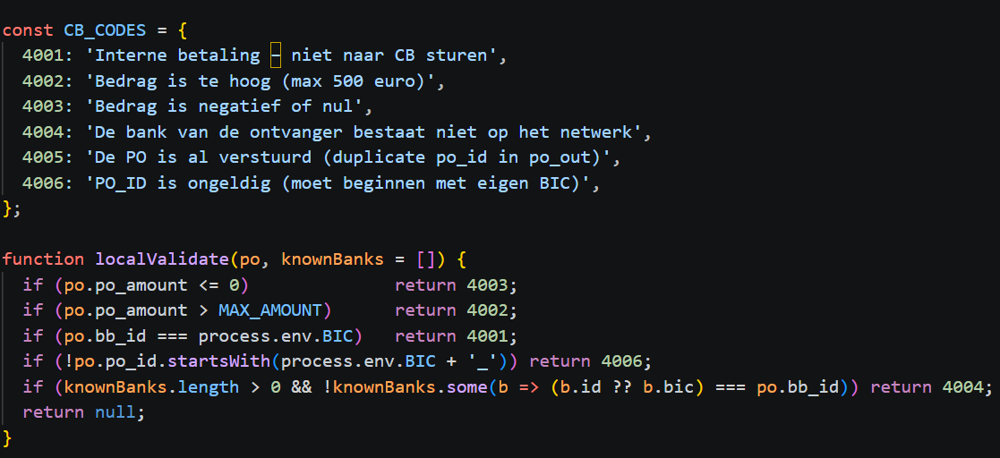 const CB_CODES = {
  4001: 'Interne betaling – niet naar CB sturen',
  4002: 'Bedrag is te hoog (max 500 euro)',
  4003: 'Bedrag is negatief of nul',
  4004: 'De bank van de ontvanger bestaat niet op het netwerk',
  4005: 'De PO is al verstuurd (duplicate po_id in po_out)',
  4006: 'PO_ID is ongeldig (moet beginnen met eigen BIC)',
};

function localValidate(po, knownBanks = []) {
  if (po.po_amount <= 0)              return 4003;
  if (po.po_amount > MAX_AMOUNT)      return 4002;
  if (po.bb_id === process.env.BIC)   return 4001;
  if (!po.po_id.startsWith(process.env.BIC + '_')) return 4006;
  if (knownBanks.length > 0 && !knownBanks.some(b => (b.id ?? b.bic) === po.bb_id)) return 4004;
  return null;
}